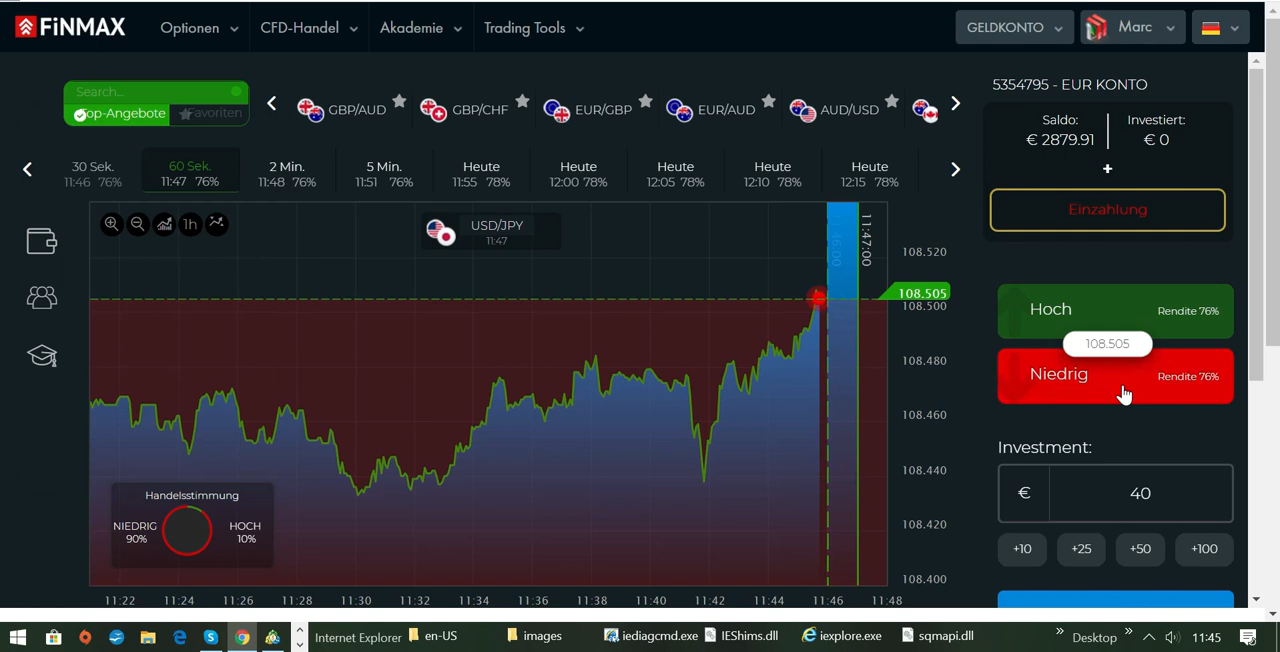 FiNMAX
Optionen
CFD-Handel
Akademie
Trading Tools
GELDKONTO
Marc
Search...
Top-Angebote
Favoriten
GBP/AUD
GBP/CHF
EUR/GBP
EUR/AUD
AUD/USD
30 Sek.
11:46 76%
60 Sek.
11:47 76%
2 Min.
11:48 76%
5 Min.
11:51 76%
Heute
11:55 78%
Heute
12:00 78%
Heute
12:05 78%
Heute
12:10 78%
Heute
12:15 78%
5354795 - EUR KONTO
Saldo:
€ 2879.91
Investiert:
€ 0
+
Einzahlung
1h
USD/JPY
11:47
11:46:00
11:47:00
108.520
108.505
108.500
108.480
108.460
108.440
108.420
108.400
Handelsstimmung
NIEDRIG
90%
HOCH
10%
11:22
11:24
11:26
11:28
11:30
11:32
11:34
11:36
11:38
11:40
11:42
11:44
11:46
11:48
Hoch
Rendite 76%
108.505
Niedrig
Rendite 76%
Investment:
€
40
+10
+25
+50
+100
Internet Explorer
en-US
images
iediagcmd.exe
IEShims.dll
iexplore.exe
sqmapi.dll
Desktop
11:45